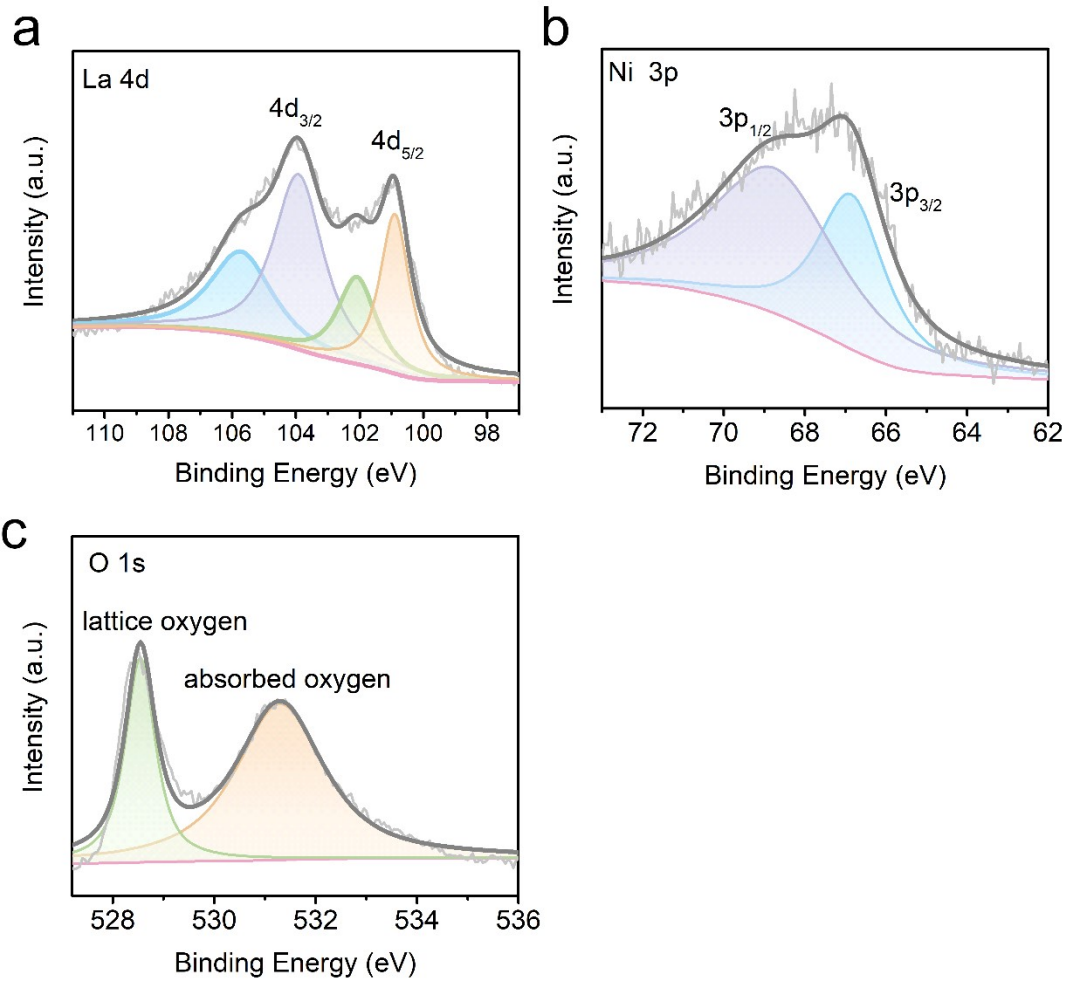 a
La 4d
4d3/2
4d5/2
Intensity (a.u.)
110 108 106 104 102 100 98
Binding Energy (eV)
b
Ni 3p
3p1/2
3p3/2
Intensity (a.u.)
72 70 68 66 64 62
Binding Energy (eV)
c
O 1s
lattice oxygen
absorbed oxygen
Intensity (a.u.)
528 530 532 534 536
Binding Energy (eV)